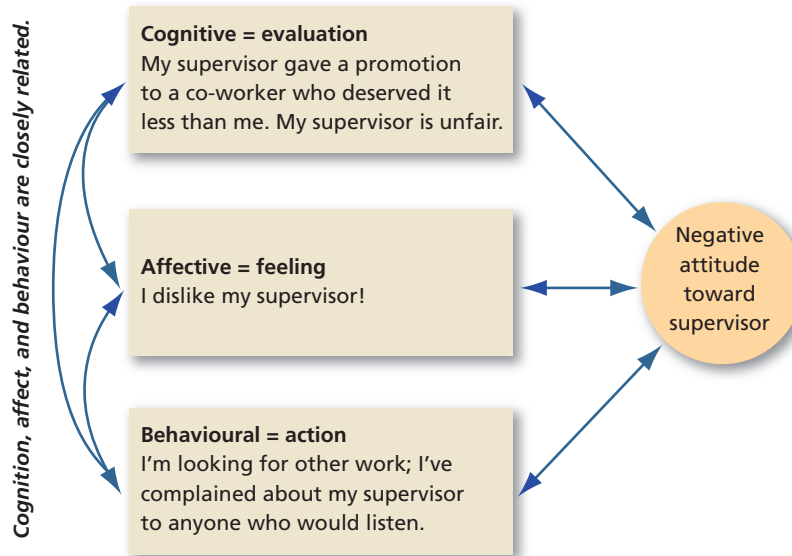 Cognition, affect, and behaviour are closely related.
Cognitive = evaluation
My supervisor gave a promotion
to a co-worker who deserved it
less than me. My supervisor is unfair.
Affective = feeling
I dislike my supervisor!
Behavioural = action
I’m looking for other work; I’ve
complained about my supervisor
to anyone who would listen.
Negative
attitude
toward
supervisor